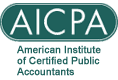 AICPA
American Institute
of Certified Public
Accountants